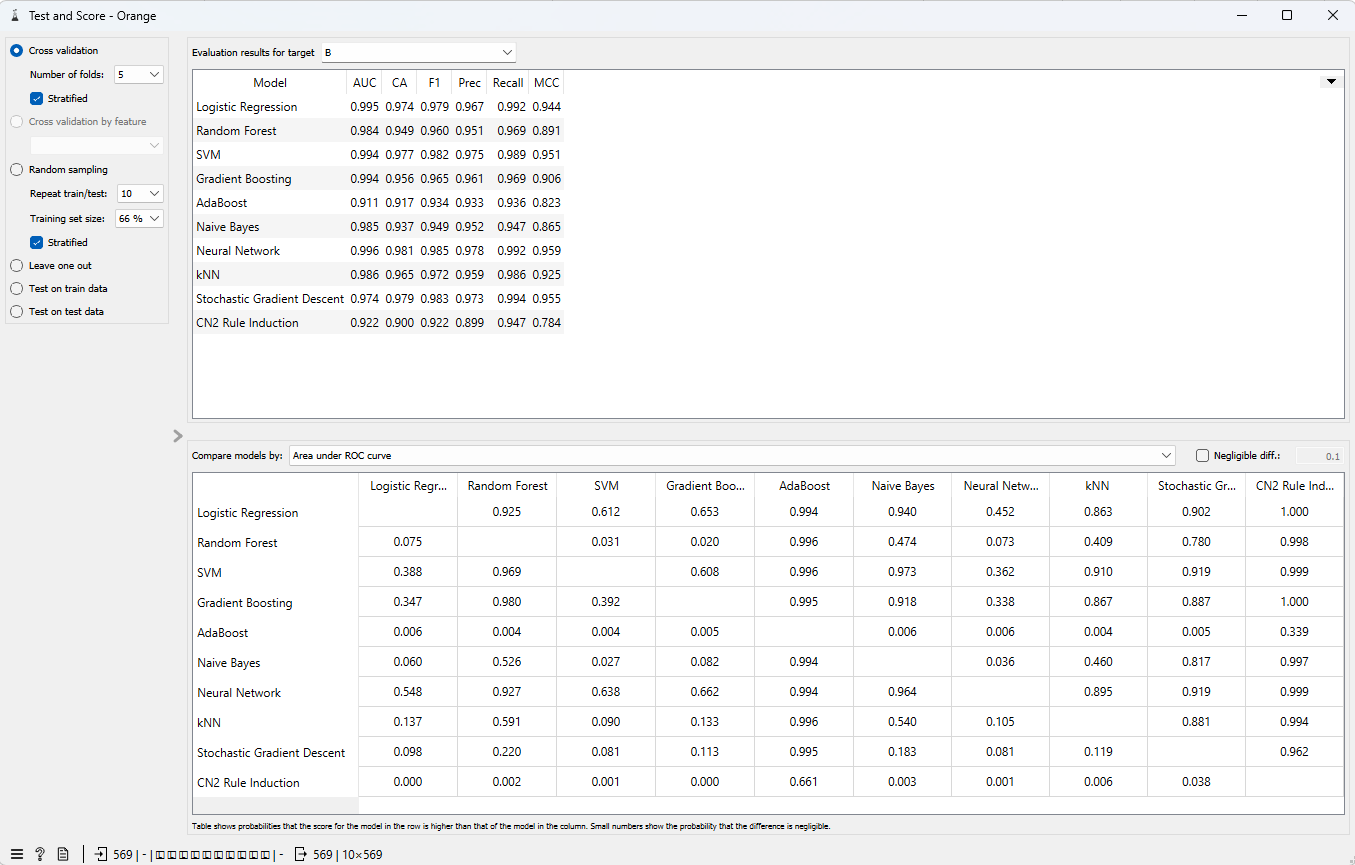 Test and Score - Orange
Cross validation
Number of folds: 5
Stratified
Cross validation by feature
Random sampling
Repeat train/test: 10
Training set size: 66 %
Stratified
Leave one out
Test on train data
Test on test data
Evaluation results for target B
Model AUC CA F1 Prec Recall MCC
Logistic Regression 0.995 0.974 0.979 0.967 0.992 0.944
Random Forest 0.984 0.949 0.960 0.951 0.969 0.891
SVM 0.994 0.977 0.982 0.975 0.989 0.951
Gradient Boosting 0.994 0.956 0.965 0.961 0.969 0.906
AdaBoost 0.911 0.917 0.934 0.933 0.936 0.823
Naive Bayes 0.985 0.937 0.949 0.952 0.947 0.865
Neural Network 0.996 0.981 0.985 0.978 0.992 0.959
kNN 0.986 0.965 0.972 0.959 0.986 0.925
Stochastic Gradient Descent 0.974 0.979 0.983 0.973 0.994 0.955
CN2 Rule Induction 0.922 0.900 0.922 0.899 0.947 0.784
Compare models by: Area under ROC curve Negligible diff.: 0.1
Logistic Regr... Random Forest SVM Gradient Boo... AdaBoost Naive Bayes Neural Netw... kNN Stochastic Gr... CN2 Rule Ind...
Logistic Regression 0.925 0.612 0.653 0.994 0.940 0.452 0.863 0.902 1.000
Random Forest 0.075 0.031 0.020 0.996 0.474 0.073 0.409 0.780 0.998
SVM 0.388 0.969 0.608 0.996 0.973 0.362 0.910 0.919 0.999
Gradient Boosting 0.347 0.980 0.392 0.995 0.918 0.338 0.867 0.887 1.000
AdaBoost 0.006 0.004 0.004 0.005 0.006 0.006 0.004 0.005 0.339
Naive Bayes 0.060 0.526 0.027 0.082 0.994 0.036 0.460 0.817 0.997
Neural Network 0.548 0.927 0.638 0.662 0.994 0.964 0.895 0.919 0.999
kNN 0.137 0.591 0.090 0.133 0.996 0.540 0.105 0.881 0.994
Stochastic Gradient Descent 0.098 0.220 0.081 0.113 0.995 0.183 0.081 0.119 0.962
CN2 Rule Induction 0.000 0.002 0.001 0.000 0.661 0.003 0.001 0.006 0.038
Table shows probabilities that the score for the model in the row is higher than that of the model in the column. Small numbers show the probability that the difference is negligible.
569 | - | | - 569 | 10×569